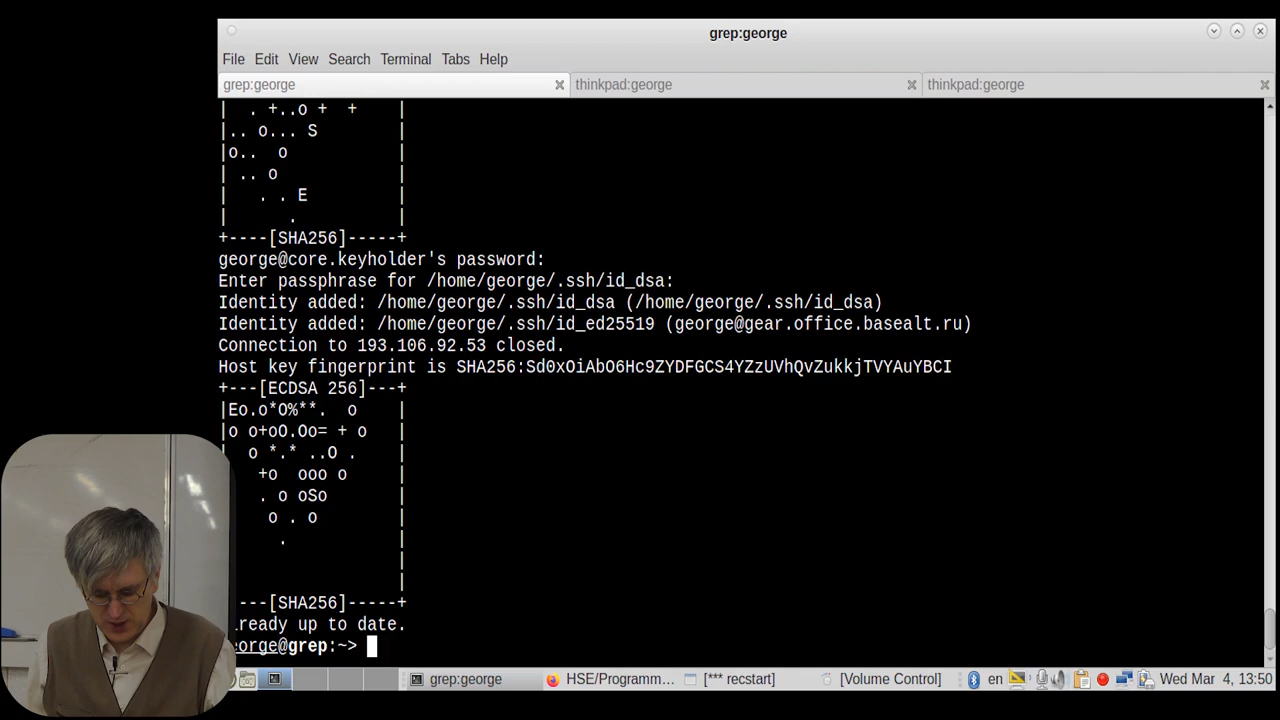 grep:george
File Edit View Search Terminal Tabs Help
grep:george thinkpad:george thinkpad:george
|   . +..o +  +    |
|.. o... S         |
|o..  o            |
| .. o             |
|   . . E          |
|      .           |
+----[SHA256]-----+
george@core.keyholder's password:
Enter passphrase for /home/george/.ssh/id_dsa:
Identity added: /home/george/.ssh/id_dsa (/home/george/.ssh/id_dsa)
Identity added: /home/george/.ssh/id_ed25519 (george@gear.office.basealt.ru)
Connection to 193.106.92.53 closed.
Host key fingerprint is SHA256:Sd0xOiAbO6Hc9ZYDFGCS4YZzUVhQvZukkjTVYAuYBCI
+---[ECDSA 256]---+
|Eo.o*O%**.  o    |
|o o+oO.Oo= + o   |
  o *.* ..O .    |
   +o  ooo o     |
   . o oSo       |
    o . o        |
     .           |
|
|
---[SHA256]-----+
ready up to date.
eorge@grep:~>
grep:george HSE/Programm... [*** recstart] [Volume Control] en Wed Mar 4, 13:50